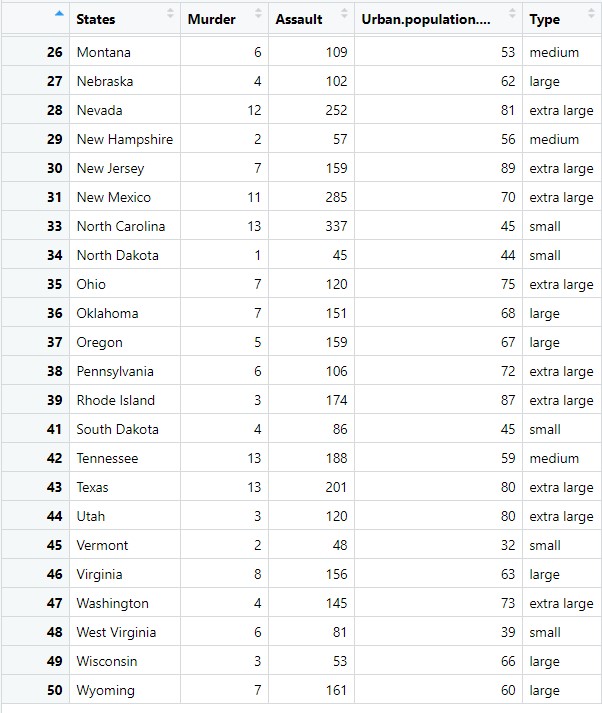 States Murder Assault Urban.population.... Type
26 Montana 6 109 53 medium
27 Nebraska 4 102 62 large
28 Nevada 12 252 81 extra large
29 New Hampshire 2 57 56 medium
30 New Jersey 7 159 89 extra large
31 New Mexico 11 285 70 extra large
33 North Carolina 13 337 45 small
34 North Dakota 1 45 44 small
35 Ohio 7 120 75 extra large
36 Oklahoma 7 151 68 large
37 Oregon 5 159 67 large
38 Pennsylvania 6 106 72 extra large
39 Rhode Island 3 174 87 extra large
41 South Dakota 4 86 45 small
42 Tennessee 13 188 59 medium
43 Texas 13 201 80 extra large
44 Utah 3 120 80 extra large
45 Vermont 2 48 32 small
46 Virginia 8 156 63 large
47 Washington 4 145 73 extra large
48 West Virginia 6 81 39 small
49 Wisconsin 3 53 66 large
50 Wyoming 7 161 60 large